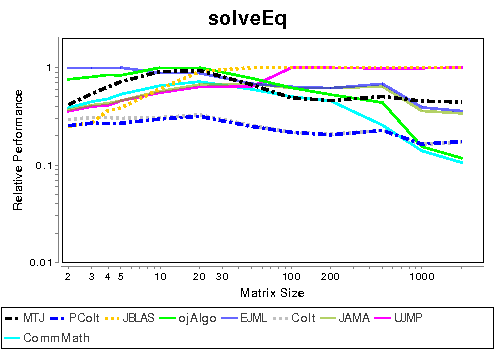 solveEq
Relative Performance
1
0.1
0.01
2 3 4 5 10 20 30 100 200 1000
Matrix Size
MTJ PColt JBLAS ojAlgo EJML Colt JAMA UJMP
CommMath